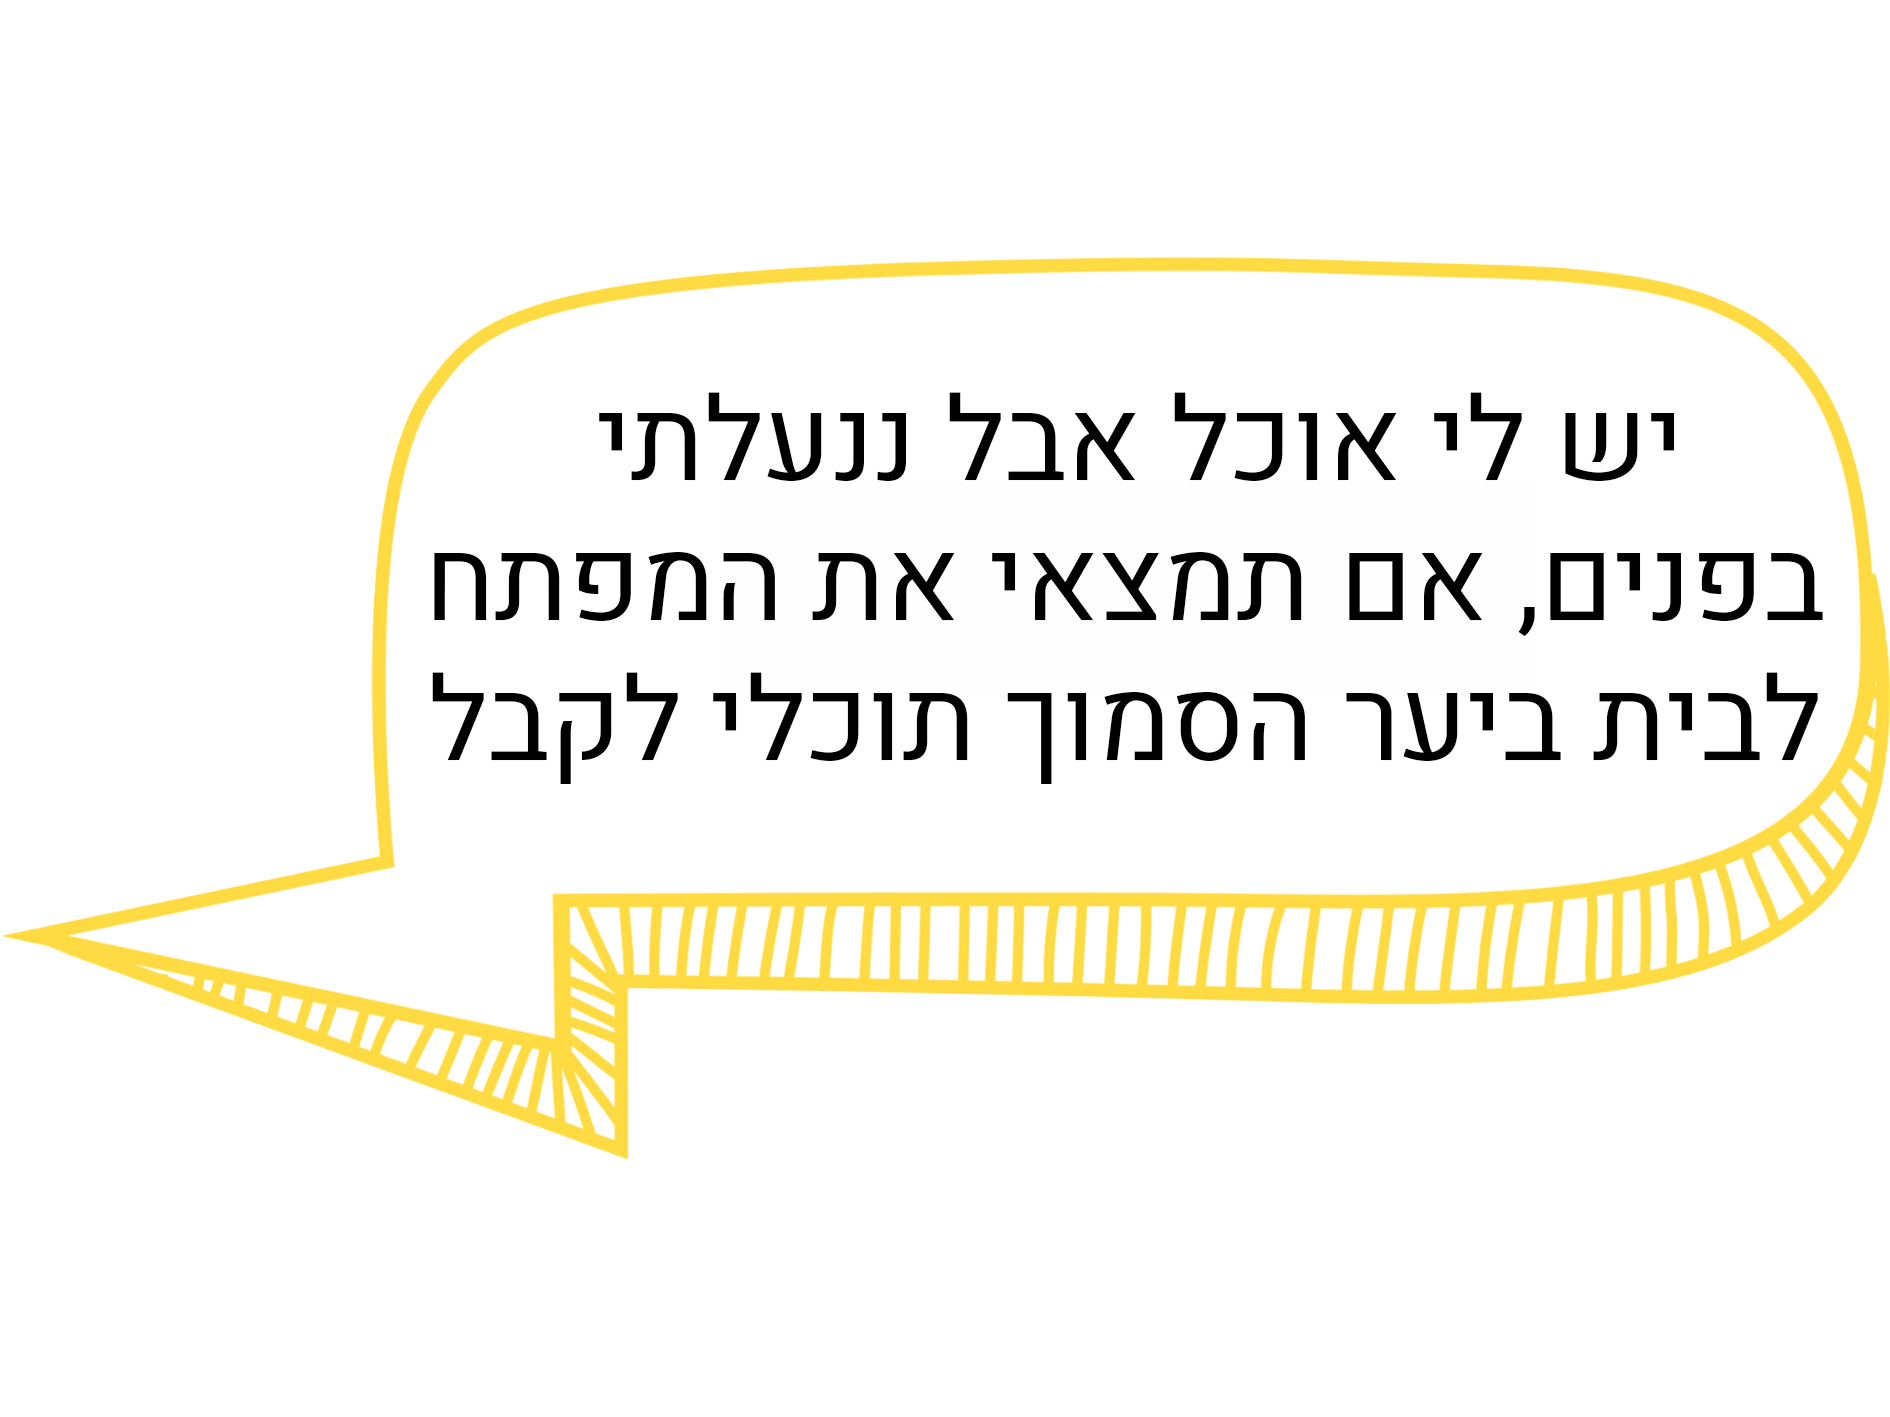 יש לי אוכל אבל ננעלתי
בפנים, אם תמצאי את המפתח
לבית ביער הסמוך תוכלי לקבל